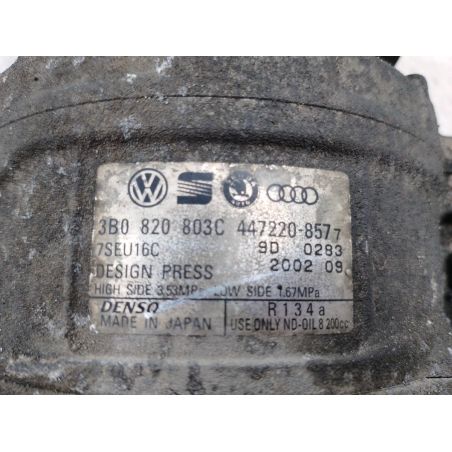 3B0 820 803C 447220-8577
7SEU16C 9D 0283
DESIGN PRESS 2002 09
HIGH SIDE 3.53MPa LOW SIDE 1.67MPa
DENSO R134a
MADE IN JAPAN USE ONLY ND-OIL 8 200cc